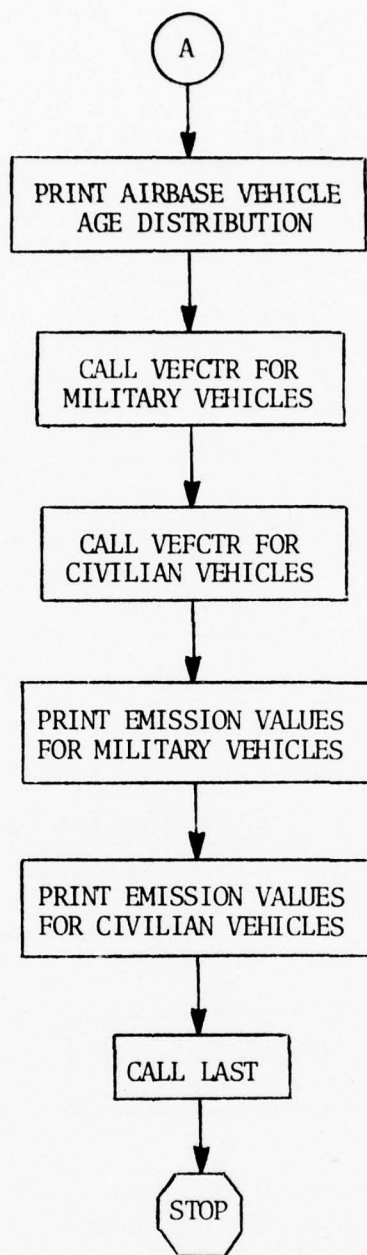 A
PRINT AIRBASE VEHICLE
AGE DISTRIBUTION
CALL VEFCTR FOR
MILITARY VEHICLES
CALL VEFCTR FOR
CIVILIAN VEHICLES
PRINT EMISSION VALUES
FOR MILITARY VEHICLES
PRINT EMISSION VALUES
FOR CIVILIAN VEHICLES
CALL LAST
STOP